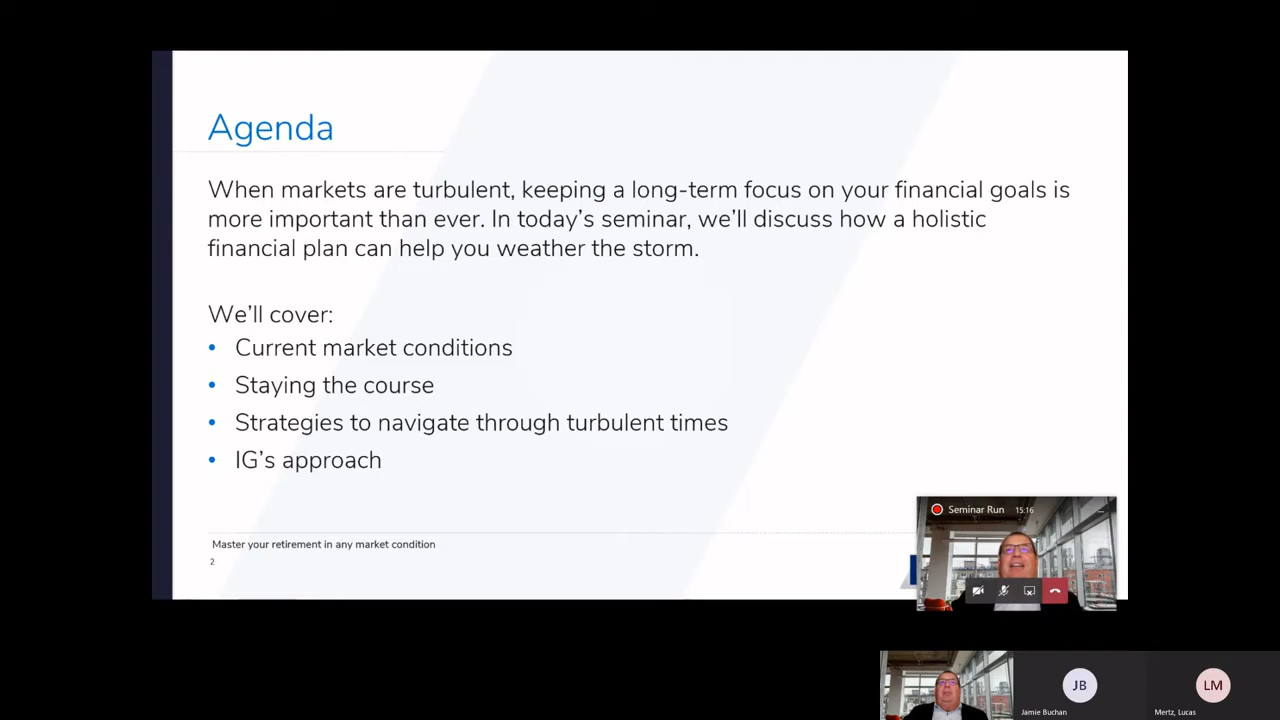 Agenda
When markets are turbulent, keeping a long-term focus on your financial goals is
more important than ever. In today's seminar, we'll discuss how a holistic
financial plan can help you weather the storm.
We'll cover:
• Current market conditions
• Staying the course
• Strategies to navigate through turbulent times
• IG's approach
Seminar Run 15:16
Master your retirement in any market condition
2
JB
LM
Jamie Buchan
Mertz, Lucas